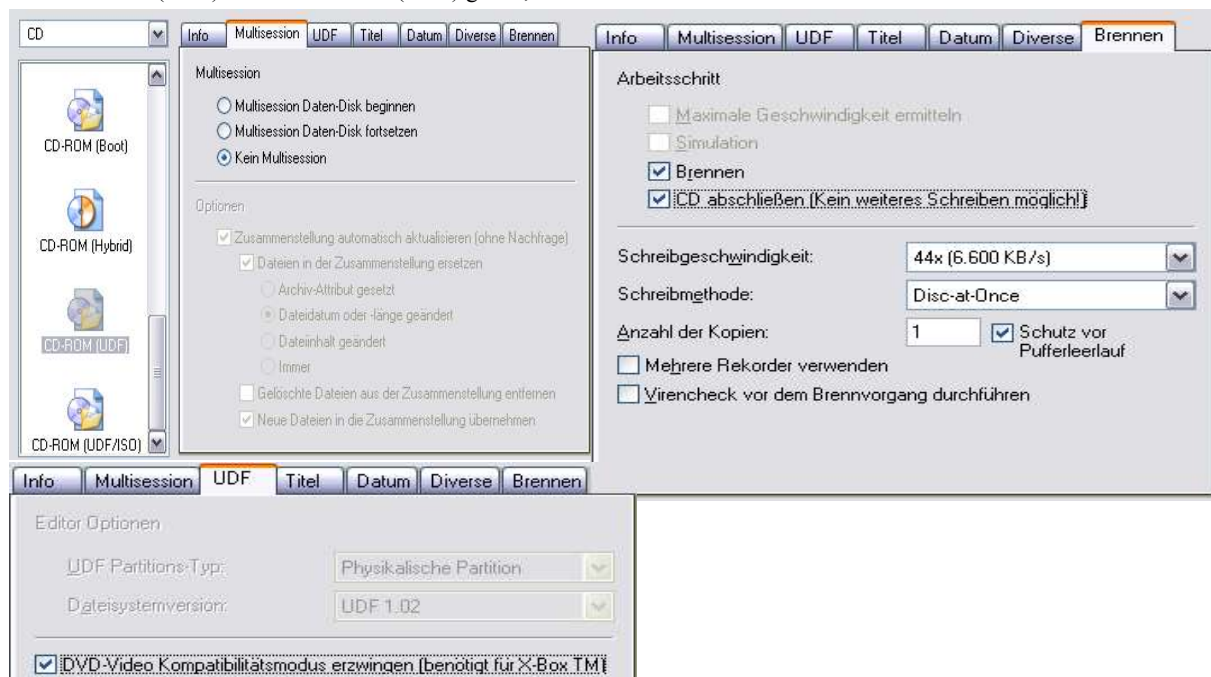 CD
CD-ROM (Boot)
CD-ROM (Hybrid)
CD-ROM (UDF)
CD-ROM (UDF/ISO)
Info Multisession UDF Titel Datum Diverse Brennen
Multisession
Multisession Daten-Disk beginnen
Multisession Daten-Disk fortsetzen
Kein Multisession
Optionen
Zusammenstellung automatisch aktualisieren (ohne Nachfrage)
Dateien in der Zusammenstellung ersetzen
Archiv-Attribut gesetzt
Dateidatum oder -länge geändert
Dateiinhalt geändert
Immer
Gelöschte Dateien aus der Zusammenstellung entfernen
Neue Dateien in die Zusammenstellung übernehmen
Info Multisession UDF Titel Datum Diverse Brennen
Arbeitsschritt
Maximale Geschwindigkeit ermitteln
Simulation
Brennen
CD abschließen (Kein weiteres Schreiben möglich!)
Schreibgeschwindigkeit: 44x (6.600 KB/s)
Schreibmethode: Disc-at-Once
Anzahl der Kopien: 1 Schutz vor
Pufferleerlauf
Mehrere Rekorder verwenden
Virencheck vor dem Brennvorgang durchführen
Info Multisession UDF Titel Datum Diverse Brennen
Editor Optionen
UDF Partitions-Typ: Physikalische Partition
Dateisystemversion: UDF 1.02
DVD-Video Kompatibilitätsmodus erzwingen (benötigt für X-Box TM)